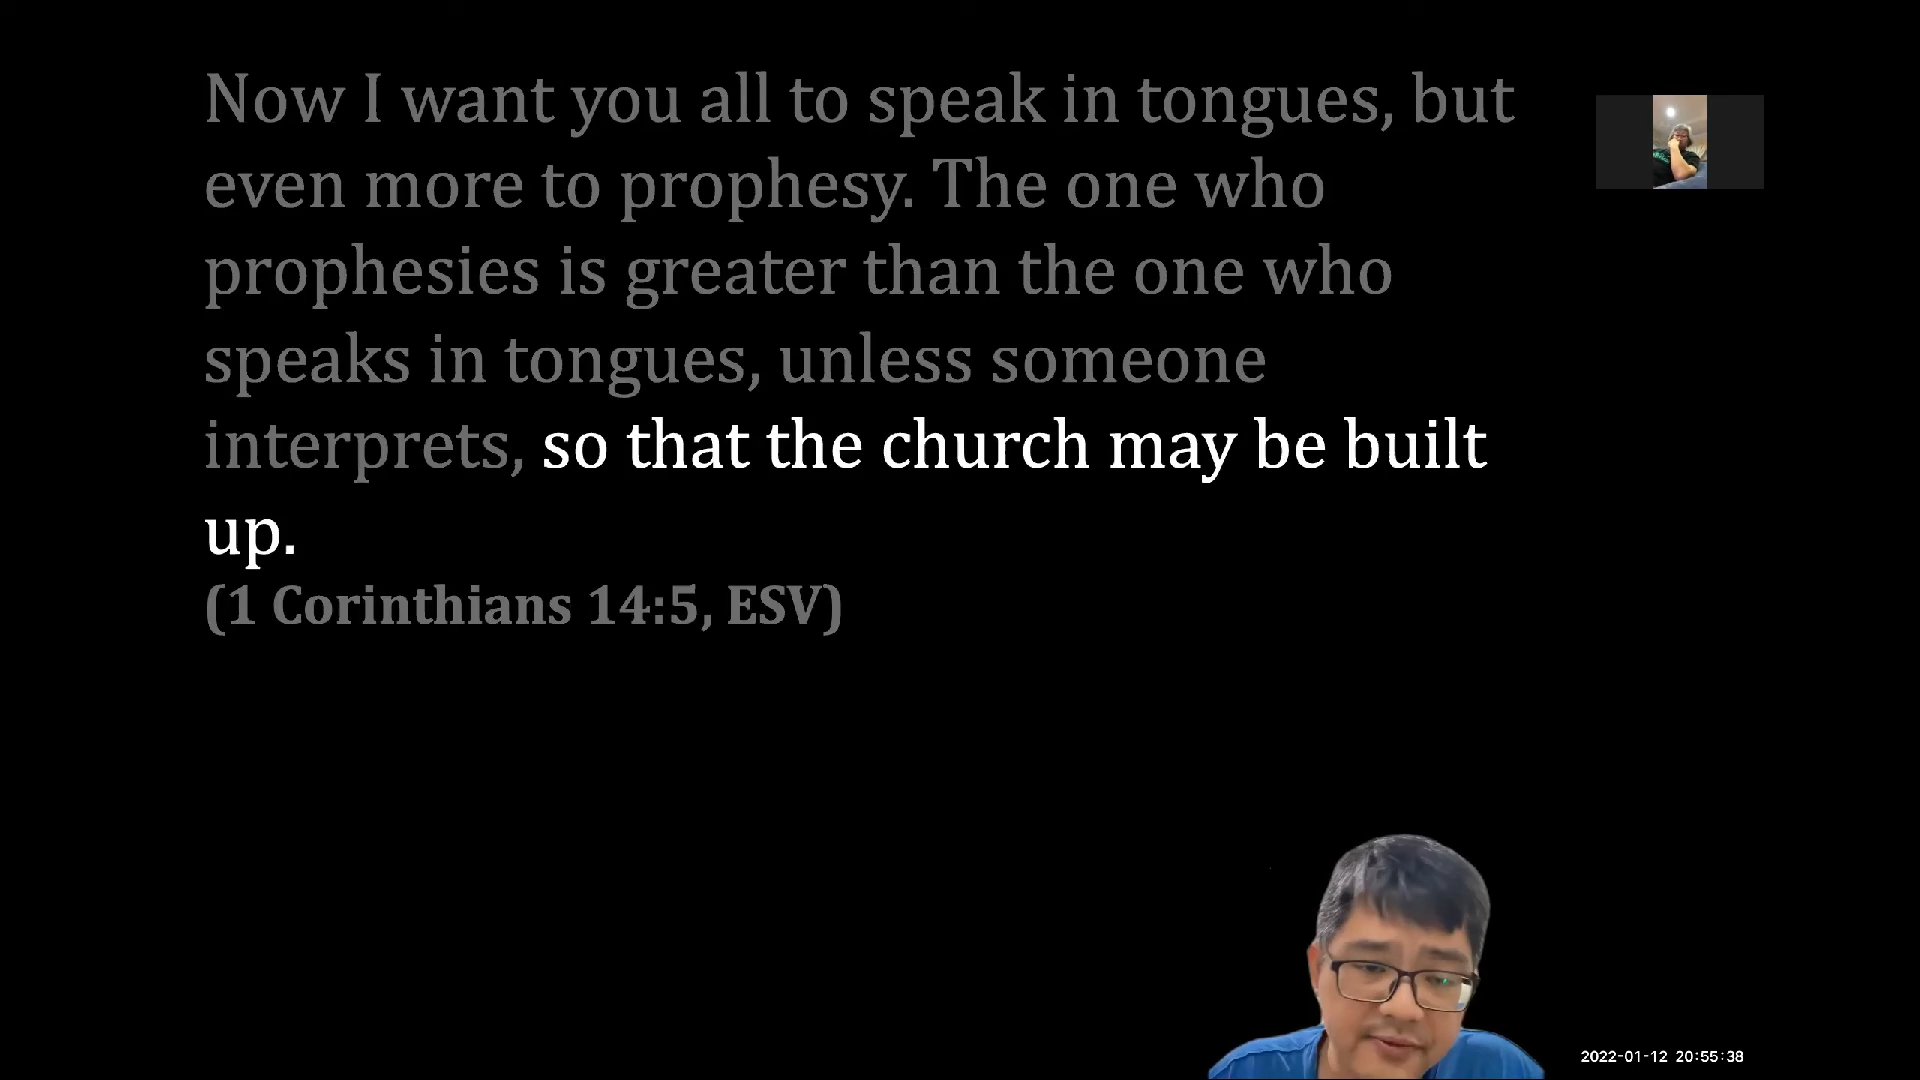 Now I want you all to speak in tongues, but
even more to prophesy. The one who
prophesies is greater than the one who
speaks in tongues, unless someone
interprets, so that the church may be built
up.
(1 Corinthians 14:5, ESV)
2022-01-12 20:55:38